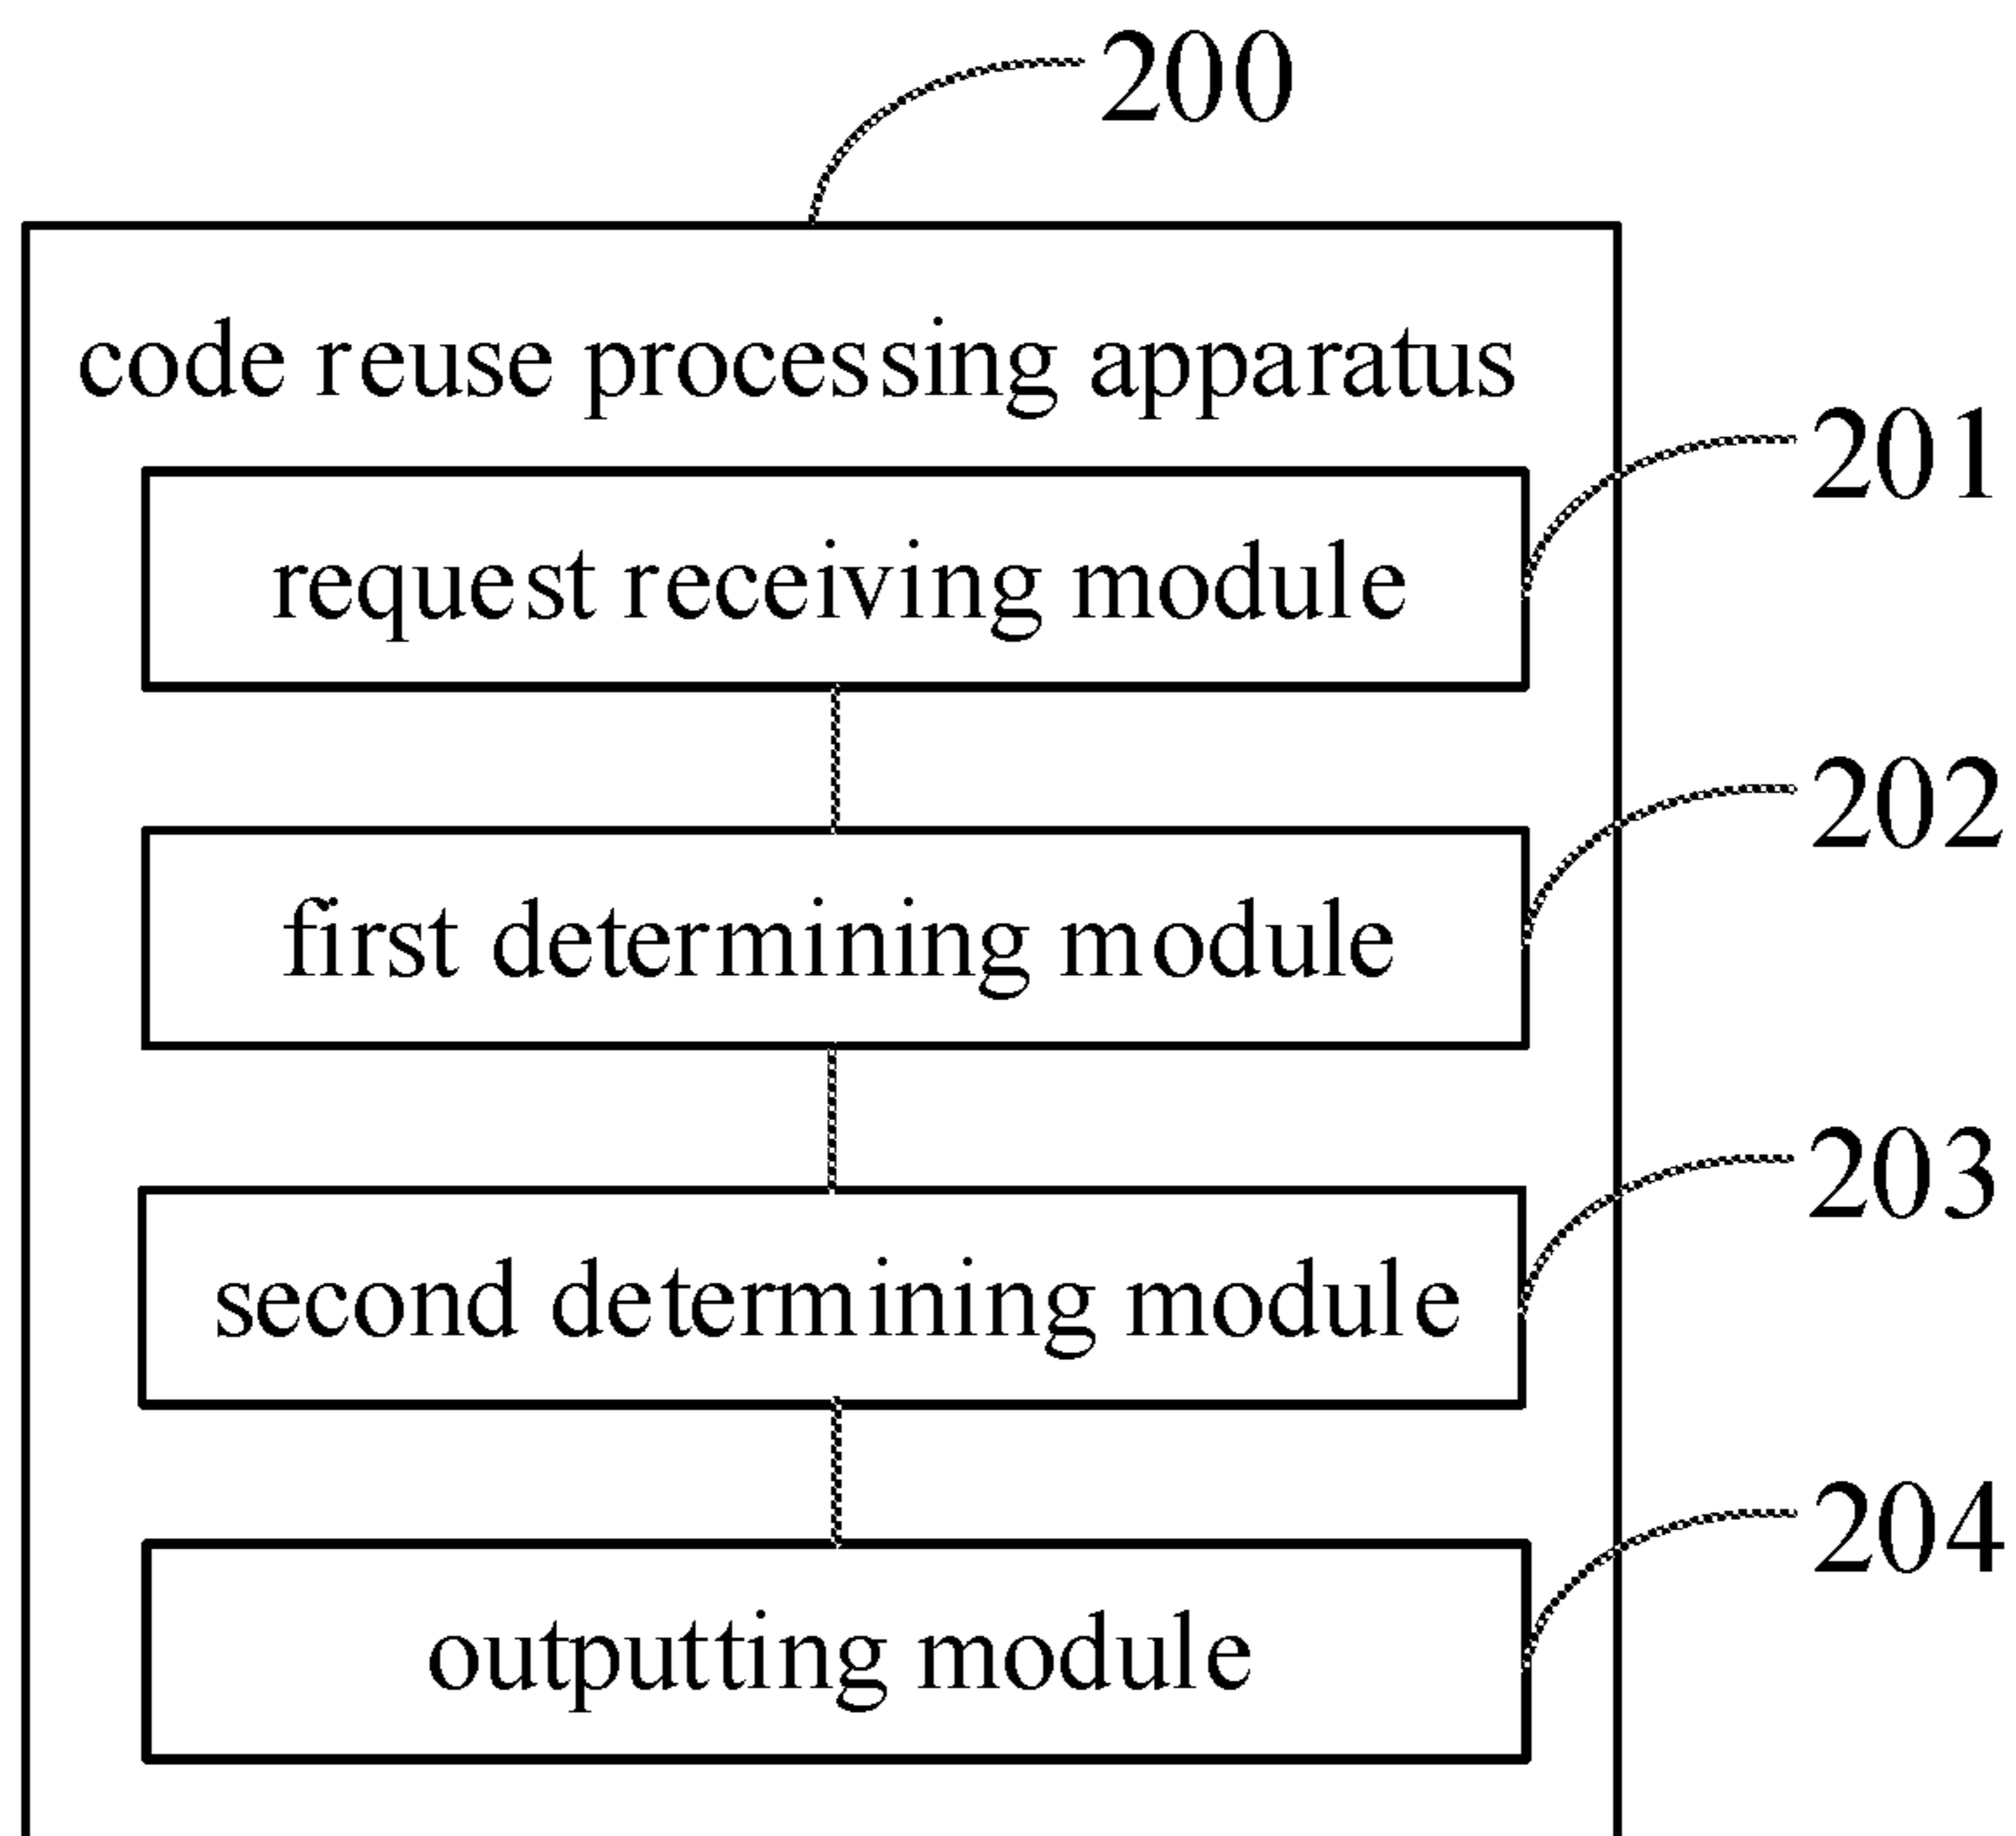 200
code reuse processing apparatus
201
request receiving module
202
first determining module
203
second determining module
204
outputting module